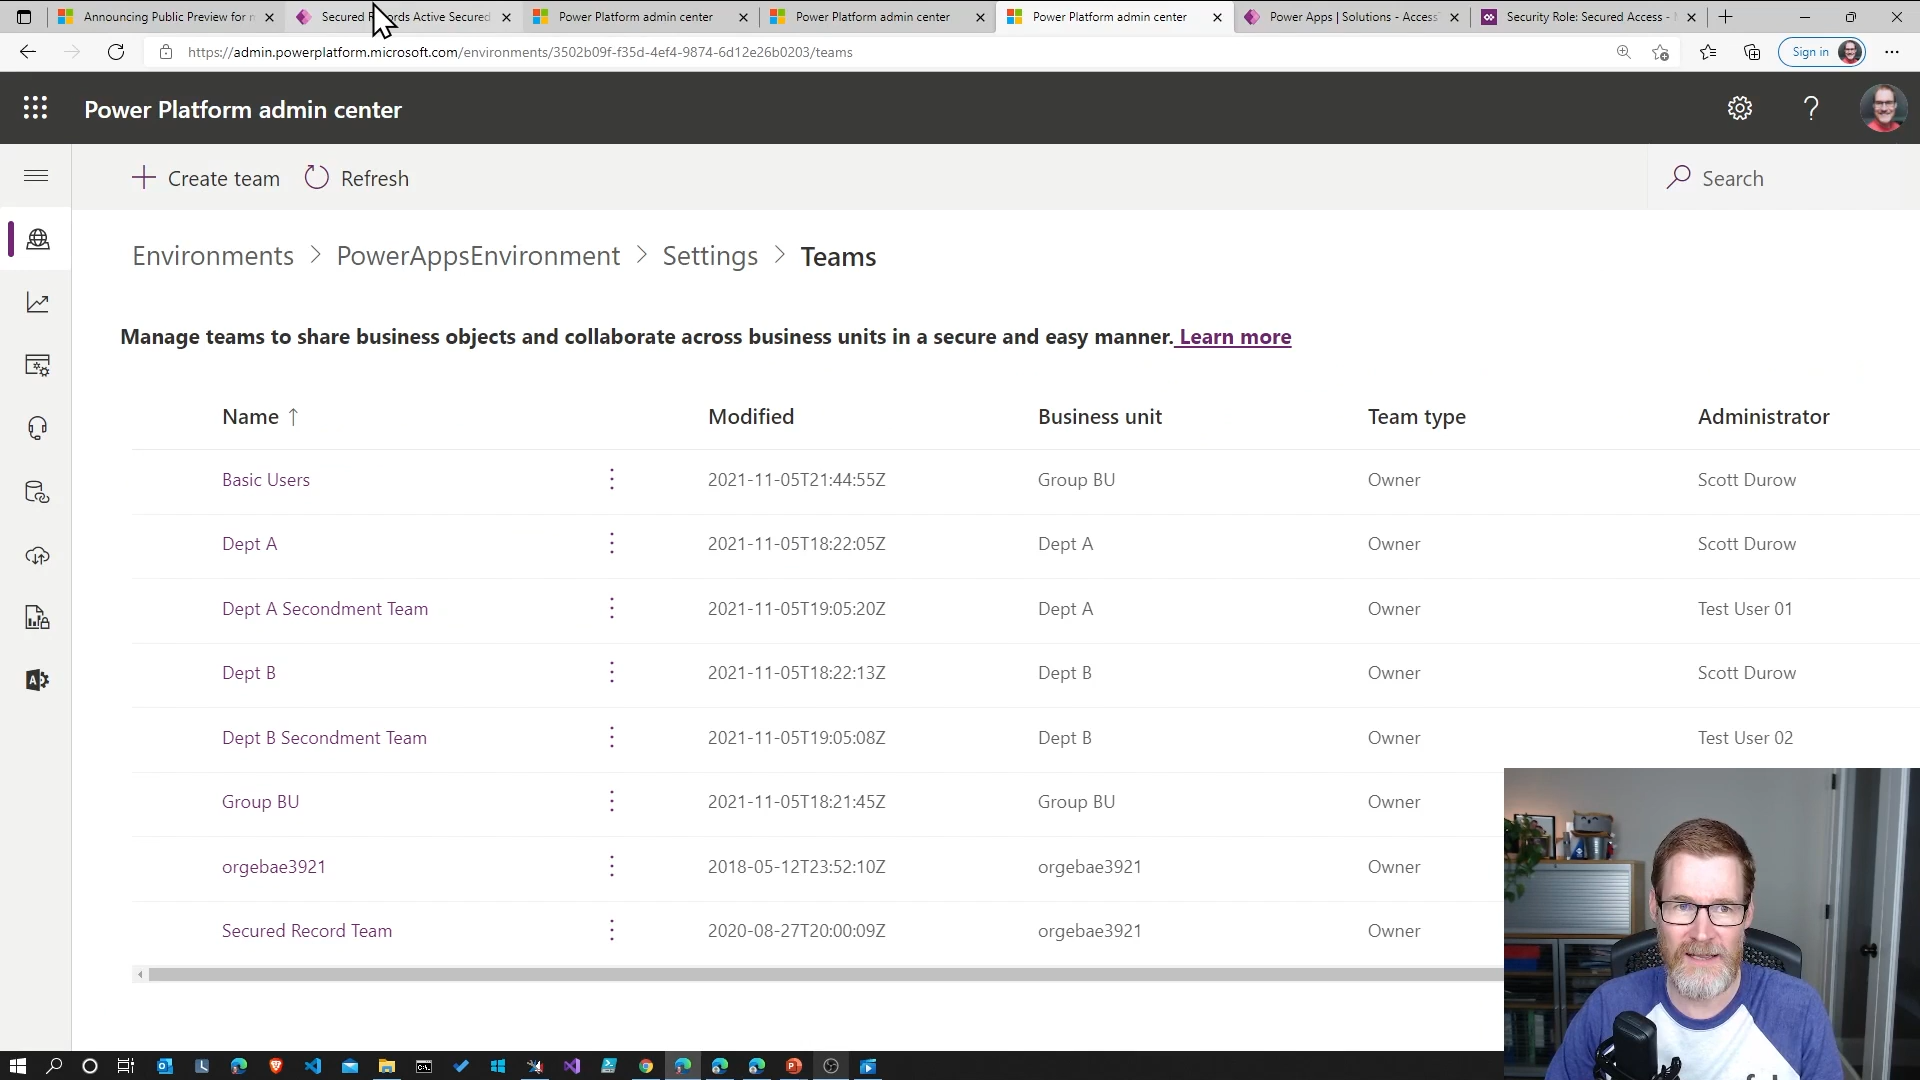 Announcing Public Preview for n
Secured Records Active Secured
Power Platform admin center
Power Platform admin center
Power Platform admin center
Power Apps | Solutions - Access
Security Role: Secured Access -
https://admin.powerplatform.microsoft.com/environments/3502b09f-f35d-4ef4-9874-6d12e26b0203/teams
Sign in
Power Platform admin center
Create team
Refresh
Search
Environments > PowerAppsEnvironment > Settings > Teams
Manage teams to share business objects and collaborate across business units in a secure and easy manner. Learn more
Name ↑ Modified Business unit Team type Administrator
Basic Users 2021-11-05T21:44:55Z Group BU Owner Scott Durow
Dept A 2021-11-05T18:22:05Z Dept A Owner Scott Durow
Dept A Secondment Team 2021-11-05T19:05:20Z Dept A Owner Test User 01
Dept B 2021-11-05T18:22:13Z Dept B Owner Scott Durow
Dept B Secondment Team 2021-11-05T19:05:08Z Dept B Owner Test User 02
Group BU 2021-11-05T18:21:45Z Group BU Owner
orgebae3921 2018-05-12T23:52:10Z orgebae3921 Owner
Secured Record Team 2020-08-27T20:00:09Z orgebae3921 Owner